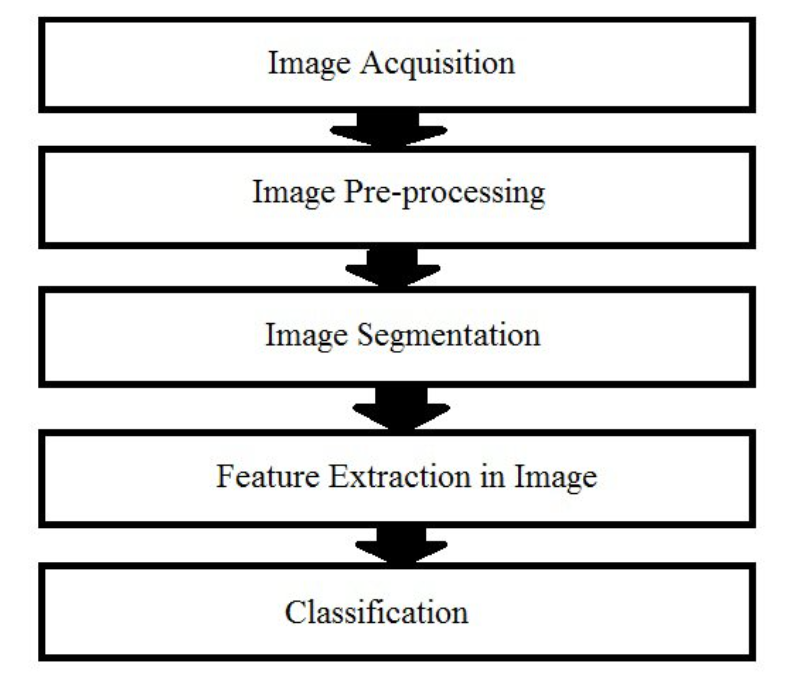 Image Acquisition
Image Pre-processing
Image Segmentation
Feature Extraction in Image
Classification